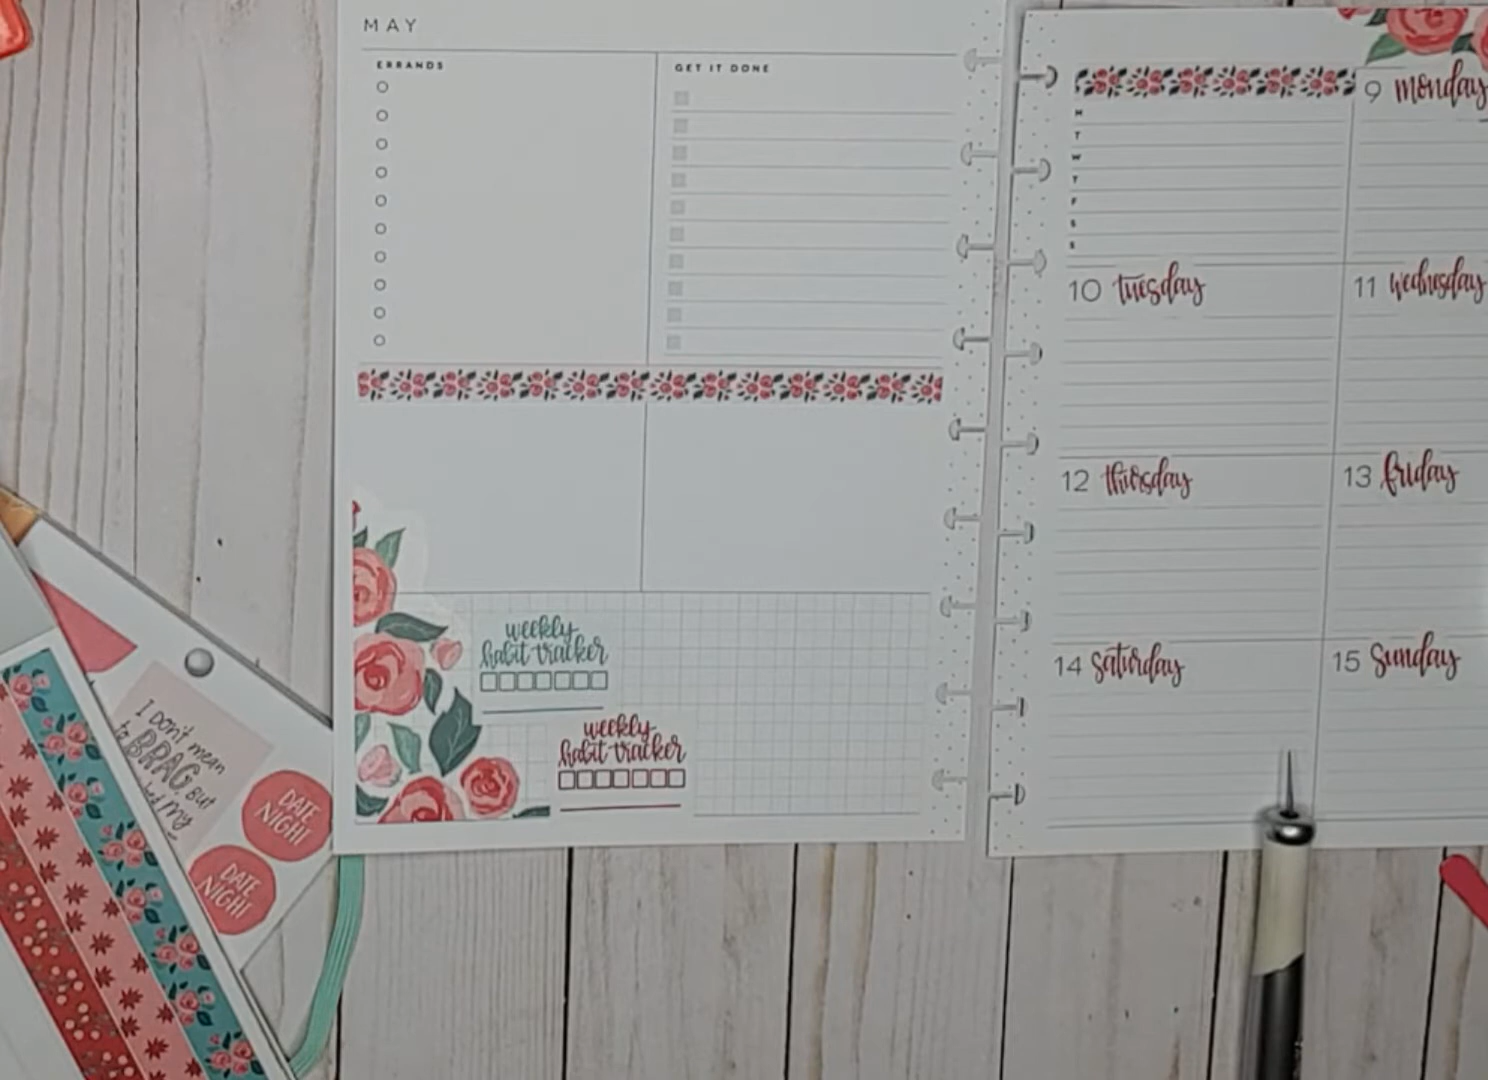 MAY
ERRANDS
GET IT DONE
9 monday
M
T
W
T
F
S
S
10 tuesday
11 wednesday
12 thursday
13 friday
14 saturday
15 sunday
weekly
habit tracker
weekly
habit tracker
I DON'T mean
to BRAG, But
my
DATE
NIGHT
DATE
NIGHT